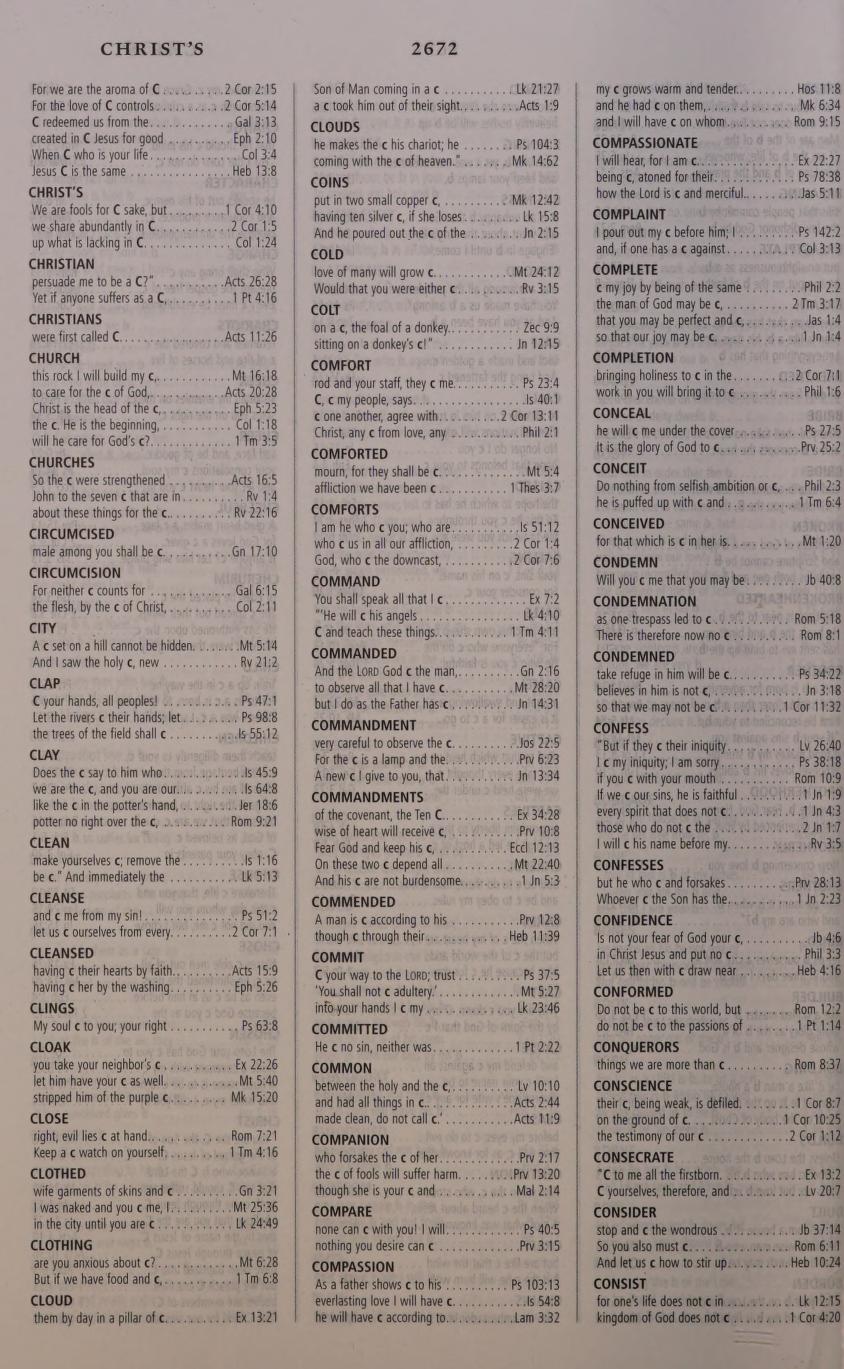 CHRIST'S
2672
For we are the aroma of C . . . . . . . . . . 2 Cor 2:15
For the love of C controls. . . . . . . . . . . 2 Cor 5:14
C redeemed us from the. . . . . . . . . . . . . Gal 3:13
created in C Jesus for good . . . . . . . . . . Eph 2:10
When C who is your life. . . . . . . . . . . . . . Col 3:4
Jesus C is the same . . . . . . . . . . . . . . . . Heb 13:8
CHRIST'S
We are fools for C sake, but. . . . . . . . . 1 Cor 4:10
we share abundantly in C. . . . . . . . . . . . 2 Cor 1:5
up what is lacking in C. . . . . . . . . . . . . . Col 1:24
CHRISTIAN
persuade me to be a C?" . . . . . . . . . . . Acts 26:28
Yet if anyone suffers as a C, . . . . . . . . . . 1 Pt 4:16
CHRISTIANS
were first called C. . . . . . . . . . . . . . . . . Acts 11:26
CHURCH
this rock I will build my c,. . . . . . . . . . . . Mt 16:18
to care for the c of God,. . . . . . . . . . . . Acts 20:28
Christ is the head of the c, . . . . . . . . . . . Eph 5:23
the c. He is the beginning, . . . . . . . . . . . Col 1:18
will he care for God's c?. . . . . . . . . . . . . 1 Tm 3:5
CHURCHES
So the c were strengthened . . . . . . . . . . Acts 16:5
John to the seven c that are in . . . . . . . . . . Rv 1:4
about these things for the c.. . . . . . . . . . Rv 22:16
CIRCUMCISED
male among you shall be c. . . . . . . . . . . Gn 17:10
CIRCUMCISION
For neither c counts for . . . . . . . . . . . . . Gal 6:15
the flesh, by the c of Christ, . . . . . . . . . . Col 2:11
CITY
A c set on a hill cannot be hidden. . . . . . . Mt 5:14
And I saw the holy c, new . . . . . . . . . . . . Rv 21:2
CLAP
C your hands, all peoples! . . . . . . . . . . . . Ps 47:1
Let the rivers c their hands; let. . . . . . . . . Ps 98:8
the trees of the field shall c . . . . . . . . . . Is 55:12
CLAY
Does the c say to him who. . . . . . . . . . . . . Is 45:9
we are the c, and you are our. . . . . . . . . . Is 64:8
like the c in the potter's hand, . . . . . . . . . Jer 18:6
potter no right over the c, . . . . . . . . . . . Rom 9:21
CLEAN
make yourselves c; remove the . . . . . . . . . Is 1:16
be c." And immediately the . . . . . . . . . . . Lk 5:13
CLEANSE
and c me from my sin! . . . . . . . . . . . . . . . Ps 51:2
let us c ourselves from every. . . . . . . . . . 2 Cor 7:1
CLEANSED
having c their hearts by faith.. . . . . . . . . Acts 15:9
having c her by the washing. . . . . . . . . . Eph 5:26
CLINGS
My soul c to you; your right . . . . . . . . . . . Ps 63:8
CLOAK
you take your neighbor's c . . . . . . . . . . . . Ex 22:26
let him have your c as well. . . . . . . . . . . . Mt 5:40
stripped him of the purple c. . . . . . . . . . Mk 15:20
CLOSE
right, evil lies c at hand.. . . . . . . . . . . . . Rom 7:21
Keep a c watch on yourself, . . . . . . . . . . 1 Tm 4:16
CLOTHED
wife garments of skins and c . . . . . . . . . . Gn 3:21
I was naked and you c me, I. . . . . . . . . . Mt 25:36
in the city until you are c . . . . . . . . . . . . Lk 24:49
CLOTHING
are you anxious about c?. . . . . . . . . . . . . Mt 6:28
But if we have food and c, . . . . . . . . . . . . 1 Tm 6:8
CLOUD
them by day in a pillar of c. . . . . . . . . . . Ex 13:21
Son of Man coming in a c . . . . . . . . . . . Lk 21:27
a c took him out of their sight.. . . . . . . . . Acts 1:9
CLOUDS
he makes the c his chariot; he . . . . . . . . Ps 104:3
coming with the c of heaven." . . . . . . . . Mk 14:62
COINS
put in two small copper c, . . . . . . . . . . . Mk 12:42
having ten silver c, if she loses. . . . . . . . . . Lk 15:8
And he poured out the c of the . . . . . . . . . Jn 2:15
COLD
love of many will grow c. . . . . . . . . . . . . Mt 24:12
Would that you were either c. . . . . . . . . . . Rv 3:15
COLT
on a c, the foal of a donkey.. . . . . . . . . . . . Zec 9:9
sitting on a donkey's c!" . . . . . . . . . . . . . Jn 12:15
COMFORT
rod and your staff, they c me. . . . . . . . . . . Ps 23:4
C, c my people, says. . . . . . . . . . . . . . . . . Is 40:1
c one another, agree with. . . . . . . . . . 2 Cor 13:11
Christ, any c from love, any . . . . . . . . . . . Phil 2:1
COMFORTED
mourn, for they shall be c. . . . . . . . . . . . . . Mt 5:4
affliction we have been c . . . . . . . . . . . 1 Thes 3:7
COMFORTS
I am he who c you; who are. . . . . . . . . . . Is 51:12
who c us in all our affliction, . . . . . . . . . 2 Cor 1:4
God, who c the downcast, . . . . . . . . . . . 2 Cor 7:6
COMMAND
You shall speak all that I c. . . . . . . . . . . . . . Ex 7:2
"'He will c his angels . . . . . . . . . . . . . . . . Lk 4:10
C and teach these things. . . . . . . . . . . . 1 Tm 4:11
COMMANDED
And the LORD God c the man,. . . . . . . . . . Gn 2:16
to observe all that I have c. . . . . . . . . . . Mt 28:20
but I do as the Father has c, . . . . . . . . . . Jn 14:31
COMMANDMENT
very careful to observe the c. . . . . . . . . . . Jos 22:5
For the c is a lamp and the. . . . . . . . . . . . Prv 6:23
A new c I give to you, that. . . . . . . . . . . . Jn 13:34
COMMANDMENTS
of the covenant, the Ten C. . . . . . . . . . . . Ex 34:28
wise of heart will receive c, . . . . . . . . . . . Prv 10:8
Fear God and keep his c, . . . . . . . . . . . . Eccl 12:13
On these two c depend all . . . . . . . . . . . Mt 22:40
And his c are not burdensome. . . . . . . . . . 1 Jn 5:3
COMMENDED
A man is c according to his . . . . . . . . . . . Prv 12:8
though c through their. . . . . . . . . . . . . . Heb 11:39
COMMIT
C your way to the LORD; trust . . . . . . . . . . Ps 37:5
'You shall not c adultery.' . . . . . . . . . . . . . Mt 5:27
into your hands I c my . . . . . . . . . . . . . . Lk 23:46
COMMITTED
He c no sin, neither was. . . . . . . . . . . . . 1 Pt 2:22
COMMON
between the holy and the c, . . . . . . . . . . Lv 10:10
and had all things in c. . . . . . . . . . . . . . . Acts 2:44
made clean, do not call c.' . . . . . . . . . . . Acts 11:9
COMPANION
who forsakes the c of her. . . . . . . . . . . . . Prv 2:17
the c of fools will suffer harm. . . . . . . . . Prv 13:20
though she is your c and . . . . . . . . . . . . . Mal 2:14
COMPARE
none can c with you! I will. . . . . . . . . . . . . Ps 40:5
nothing you desire can c . . . . . . . . . . . . . Prv 3:15
COMPASSION
As a father shows c to his . . . . . . . . . . . Ps 103:13
everlasting love I will have c. . . . . . . . . . . . Is 54:8
he will have c according to. . . . . . . . . . . . Lam 3:32
my c grows warm and tender.. . . . . . . . . Hos 11:8
and he had c on them, . . . . . . . . . . . . . . . Mk 6:34
and I will have c on whom . . . . . . . . . . . Rom 9:15
COMPASSIONATE
I will hear, for I am c. . . . . . . . . . . . . . . . . Ex 22:27
being c, atoned for their. . . . . . . . . . . . . . Ps 78:38
how the Lord is c and merciful.. . . . . . . . . Jas 5:11
COMPLAINT
I pour out my c before him; I . . . . . . . . . . Ps 142:2
and, if one has a c against. . . . . . . . . . . . Col 3:13
COMPLETE
c my joy by being of the same . . . . . . . . . . Phil 2:2
the man of God may be c, . . . . . . . . . . . 2 Tm 3:17
that you may be perfect and c, . . . . . . . . . . Jas 1:4
so that our joy may be c. . . . . . . . . . . . . . 1 Jn 1:4
COMPLETION
bringing holiness to c in the. . . . . . . . . . 2 Cor 7:1
work in you will bring it to c . . . . . . . . . . . Phil 1:6
CONCEAL
he will c me under the cover . . . . . . . . . . . Ps 27:5
It is the glory of God to c. . . . . . . . . . . . . Prv 25:2
CONCEIT
Do nothing from selfish ambition or c, . . . . Phil 2:3
he is puffed up with c and . . . . . . . . . . . . 1 Tm 6:4
CONCEIVED
for that which is c in her is. . . . . . . . . . . . . Mt 1:20
CONDEMN
Will you c me that you may be . . . . . . . . . Jb 40:8
CONDEMNATION
as one trespass led to c . . . . . . . . . . . . . Rom 5:18
There is therefore now no c . . . . . . . . . . . Rom 8:1
CONDEMNED
take refuge in him will be c. . . . . . . . . . . . Ps 34:22
believes in him is not c, . . . . . . . . . . . . . . Jn 3:18
so that we may not be c. . . . . . . . . . . . 1 Cor 11:32
CONFESS
"But if they c their iniquity . . . . . . . . . . . . Lv 26:40
I c my iniquity; I am sorry. . . . . . . . . . . . . Ps 38:18
if you c with your mouth . . . . . . . . . . . . . Rom 10:9
If we c our sins, he is faithful . . . . . . . . . . . 1 Jn 1:9
every spirit that does not c . . . . . . . . . . . . 1 Jn 4:3
those who do not c the . . . . . . . . . . . . . . . 2 Jn 1:7
I will c his name before my. . . . . . . . . . . . . Rv 3:5
CONFESSES
but he who c and forsakes . . . . . . . . . . . Prv 28:13
Whoever c the Son has the. . . . . . . . . . . . 1 Jn 2:23
CONFIDENCE
Is not your fear of God your c, . . . . . . . . . . Jb 4:6
in Christ Jesus and put no c . . . . . . . . . . . Phil 3:3
Let us then with c draw near . . . . . . . . . . Heb 4:16
CONFORMED
Do not be c to this world, but . . . . . . . . . Rom 12:2
do not be c to the passions of . . . . . . . . . 1 Pt 1:14
CONQUERORS
things we are more than c . . . . . . . . . . . Rom 8:37
CONSCIENCE
their c, being weak, is defiled. . . . . . . . . . 1 Cor 8:7
on the ground of c. . . . . . . . . . . . . . . . 1 Cor 10:25
the testimony of our c . . . . . . . . . . . . . . 2 Cor 1:12
CONSECRATE
"C to me all the firstborn. . . . . . . . . . . . . . Ex 13:2
C yourselves, therefore, and . . . . . . . . . . . Lv 20:7
CONSIDER
stop and c the wondrous . . . . . . . . . . . . . Jb 37:14
So you also must c. . . . . . . . . . . . . . . . . . Rom 6:11
And let us c how to stir up. . . . . . . . . . . . Heb 10:24
CONSIST
for one's life does not c in . . . . . . . . . . . . Lk 12:15
kingdom of God does not c . . . . . . . . . . 1 Cor 4:20